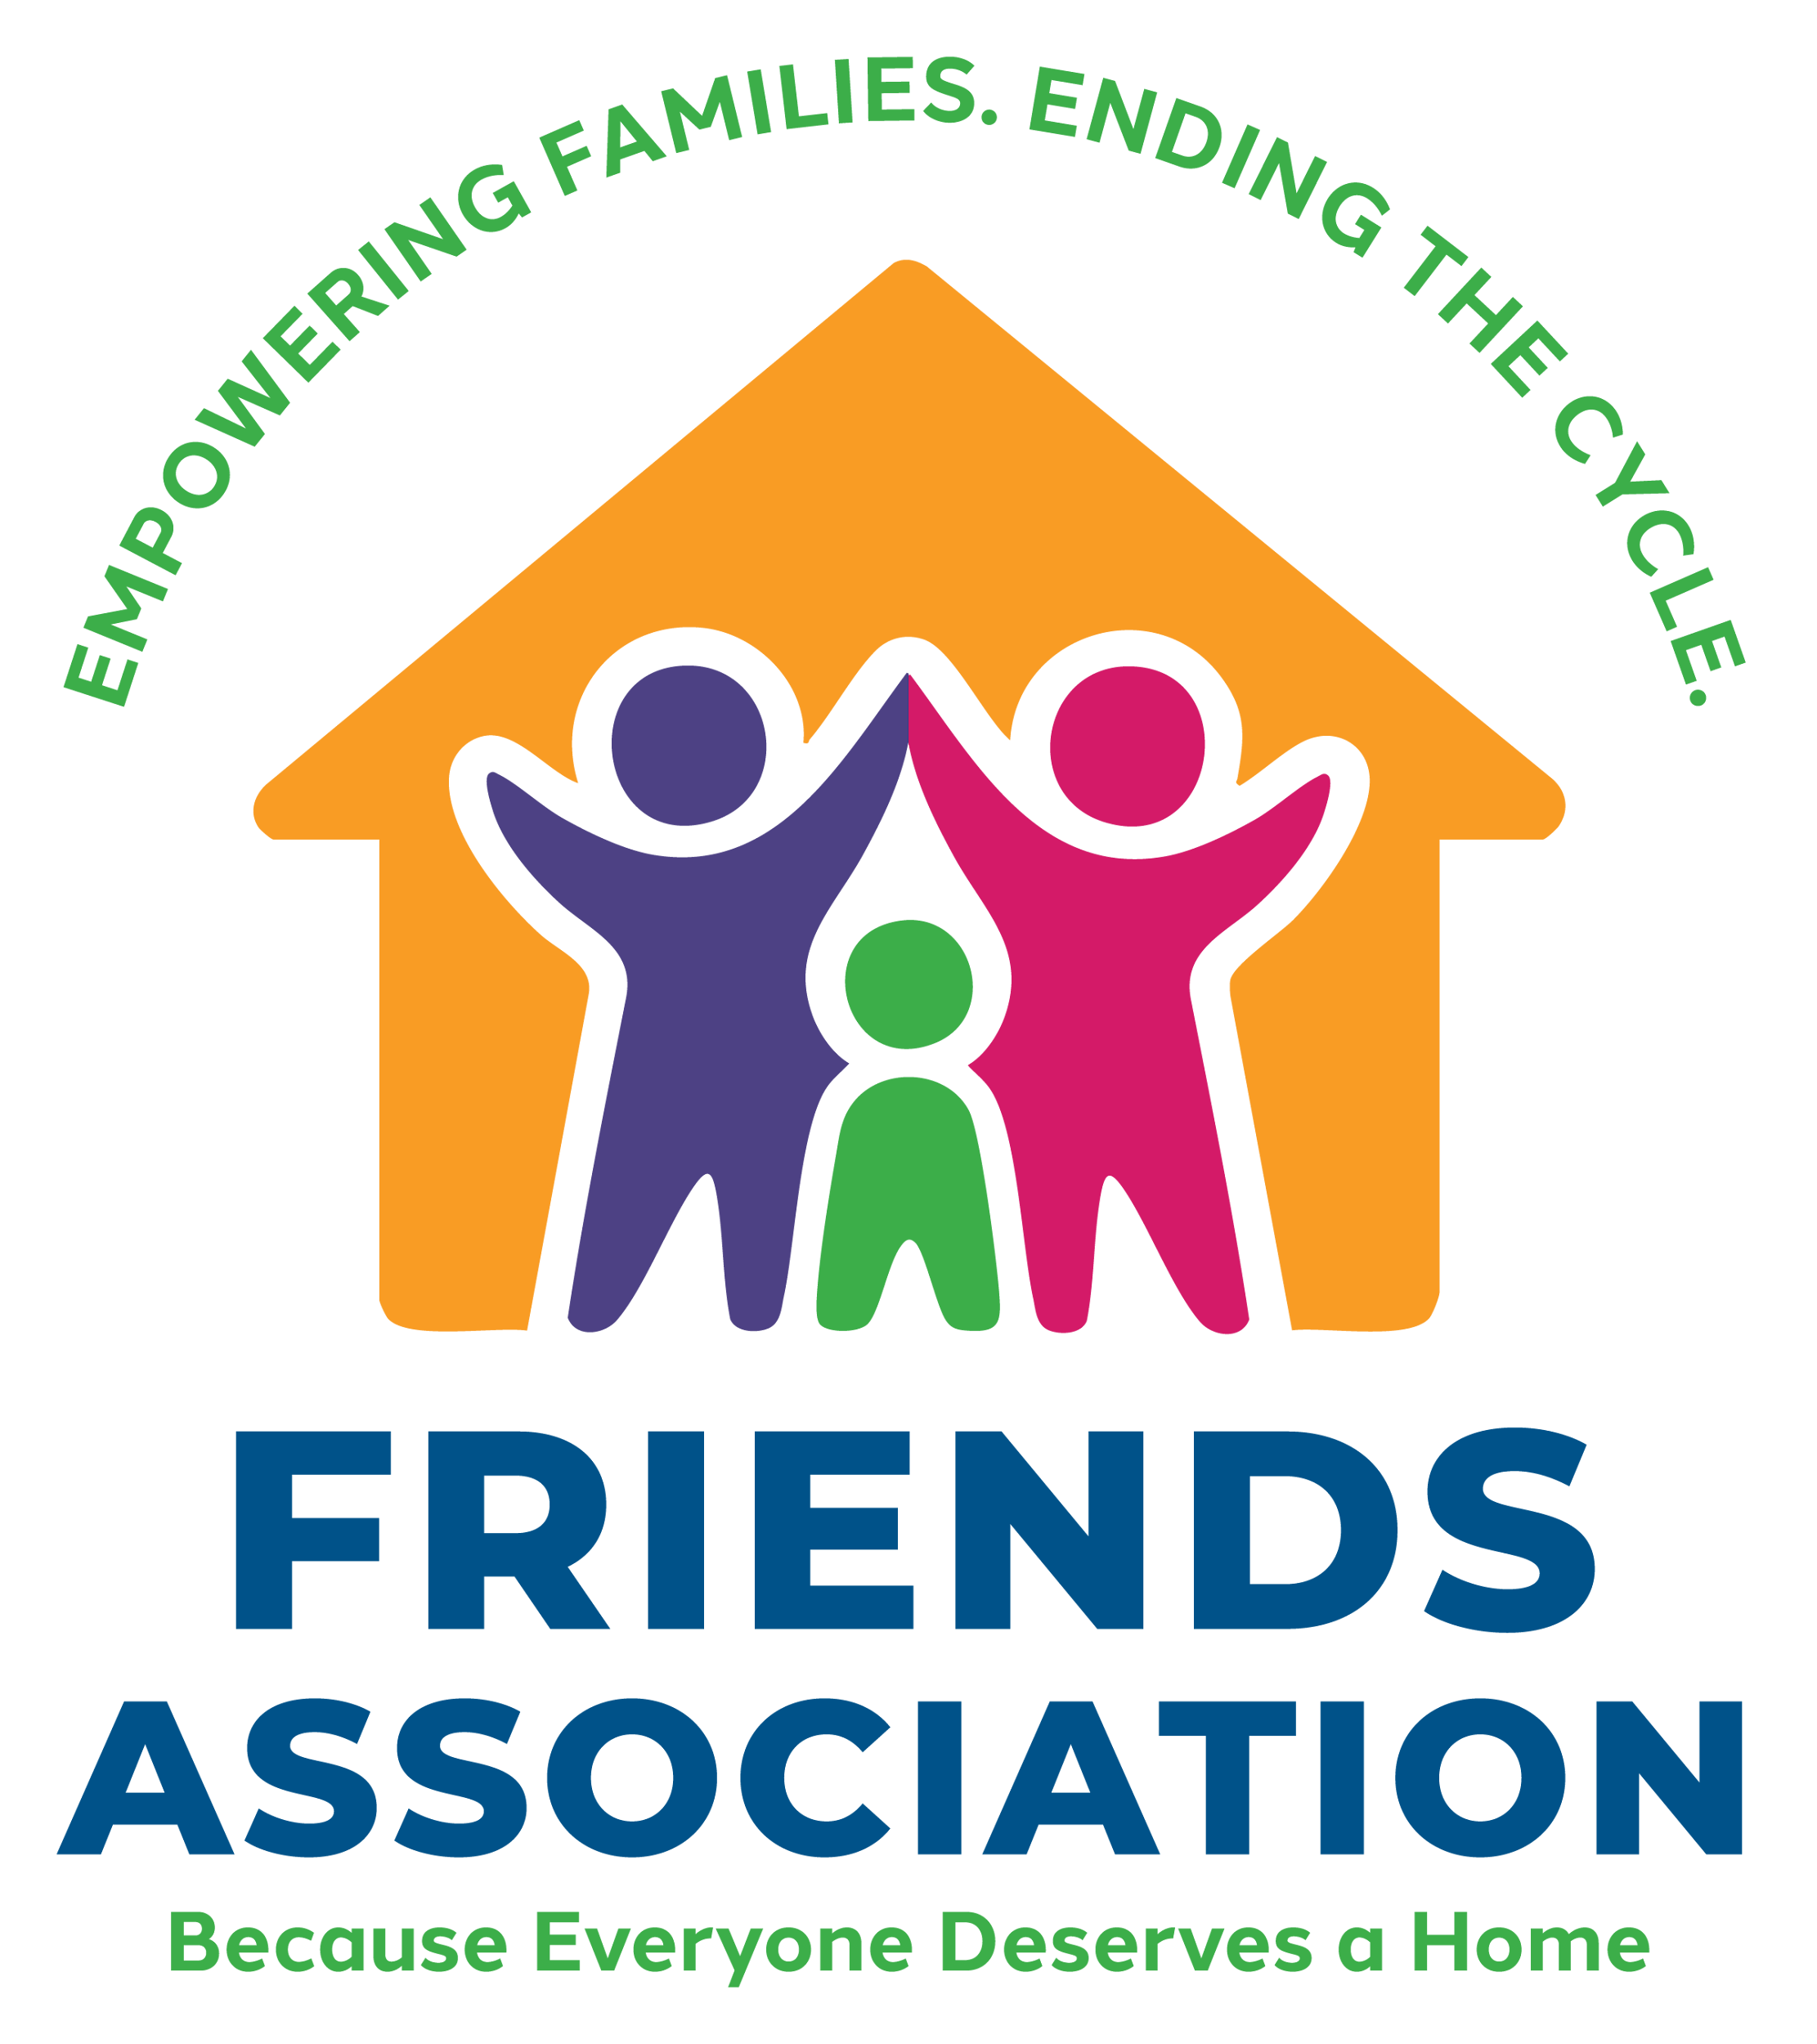 EMPOWERING FAMILIES. ENDING THE CYCLE.
FRIENDS
ASSOCIATION
Because Everyone Deserves a Home